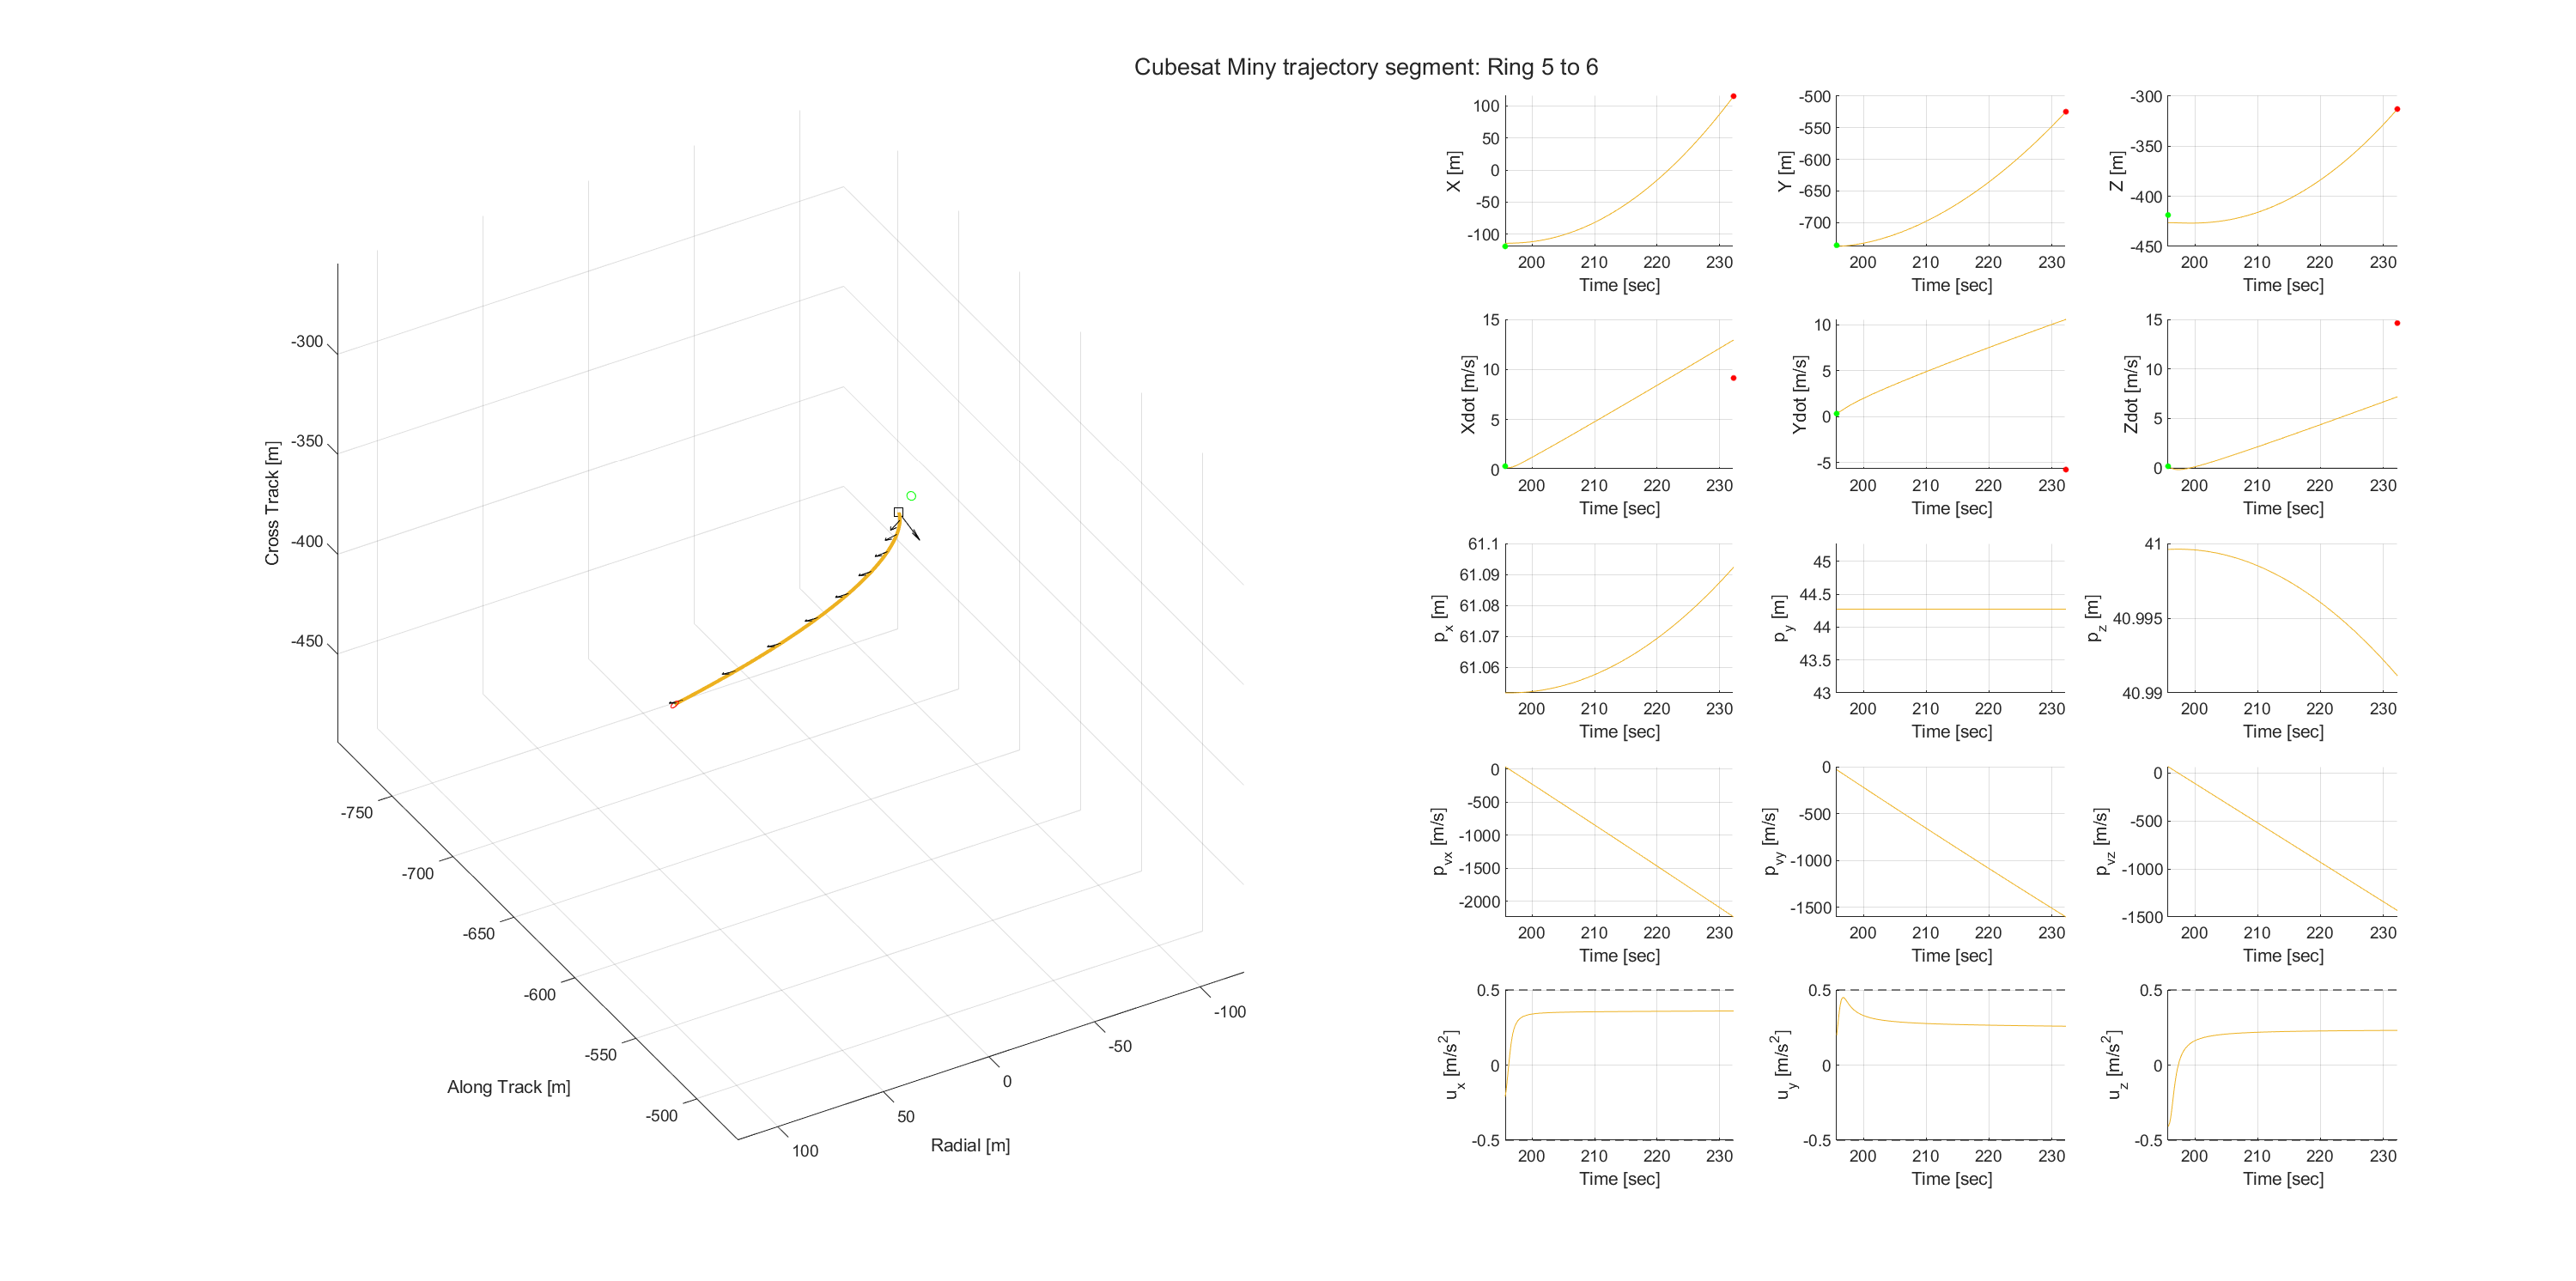 Cubesat Miny trajectory segment: Ring 5 to 6
-300
-350
-400
-450
Cross Track [m]
-750
-700
-650
-600
-550
-500
Along Track [m]
100
50
0
-50
-100
Radial [m]
100
50
0
-50
-100
X [m]
200 210 220 230
Time [sec]
-500
-550
-600
-650
-700
Y [m]
200 210 220 230
Time [sec]
-300
-350
-400
-450
Z [m]
200 210 220 230
Time [sec]
15
10
5
0
Xdot [m/s]
200 210 220 230
Time [sec]
10
5
0
-5
Ydot [m/s]
200 210 220 230
Time [sec]
15
10
5
0
Zdot [m/s]
200 210 220 230
Time [sec]
61.1
61.09
61.08
61.07
61.06
p_x [m]
200 210 220 230
Time [sec]
45
44.5
44
43.5
43
p_y [m]
200 210 220 230
Time [sec]
41
40.995
40.99
p_z [m]
200 210 220 230
Time [sec]
0
-500
-1000
-1500
-2000
p_vx [m/s]
200 210 220 230
Time [sec]
0
-500
-1000
-1500
p_vy [m/s]
200 210 220 230
Time [sec]
0
-500
-1000
-1500
p_vz [m/s]
200 210 220 230
Time [sec]
0.5
0
-0.5
u_x [m/s²]
200 210 220 230
Time [sec]
0.5
0
-0.5
u_y [m/s²]
200 210 220 230
Time [sec]
0.5
0
-0.5
u_z [m/s²]
200 210 220 230
Time [sec]